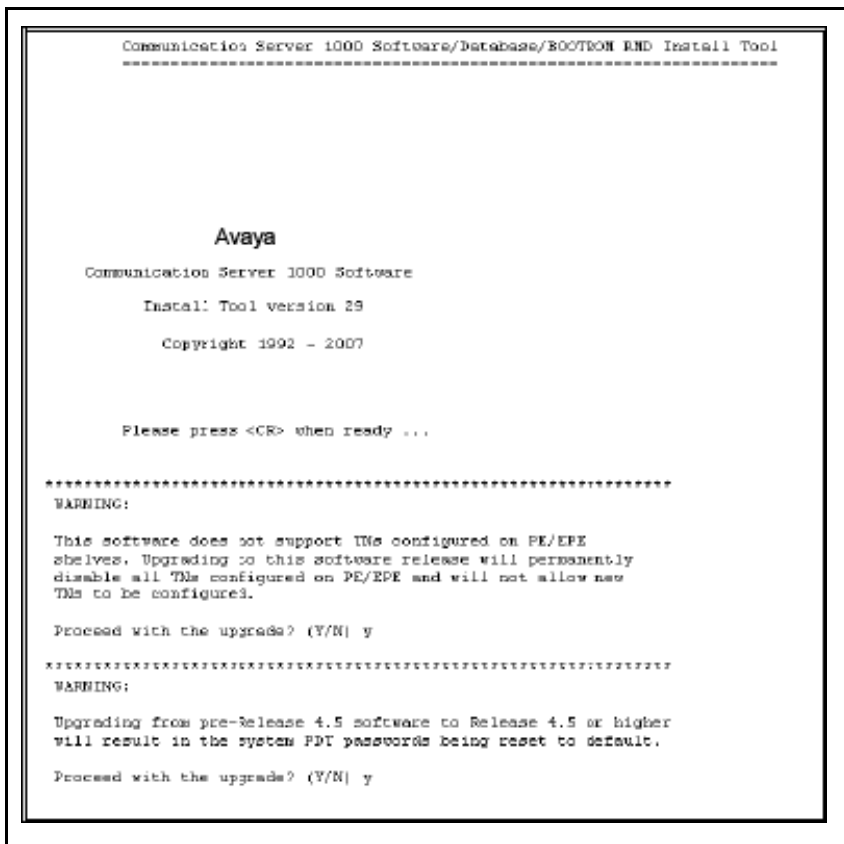 Communication Server 1000 Software/Database/BOOTROM RMD Install Tool
=====================================================================
Avaya
Communication Server 1000 Software
Install Tool version 29
Copyright 1992 - 2007
Please press <CR> when ready ...
*****************************************************************
WARNING:
This software does not support TNs configured on PE/EPE
shelves. Upgrading to this software release will permanently
disable all TNs configured on PE/EPE and will not allow new
TNs to be configured.
Proceed with the upgrade? (Y/N) y
*****************************************************************
WARNING:
Upgrading from pre-Release 4.5 software to Release 4.5 or higher
will result in the system PDT passwords being reset to default.
Proceed with the upgrade? (Y/N) y